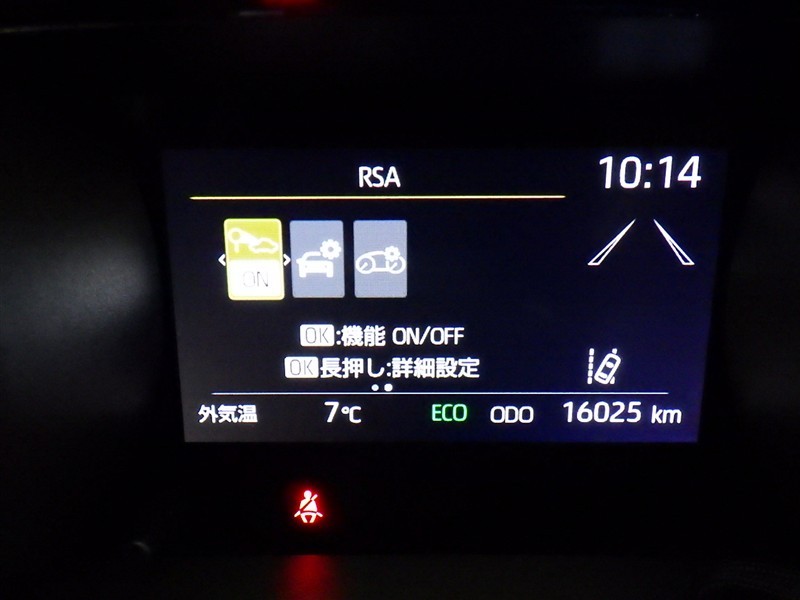 RSA
10:14
ON
OK:機能 ON/OFF
OK長押し:詳細設定
外気温 7℃ ECO ODO 16025 km